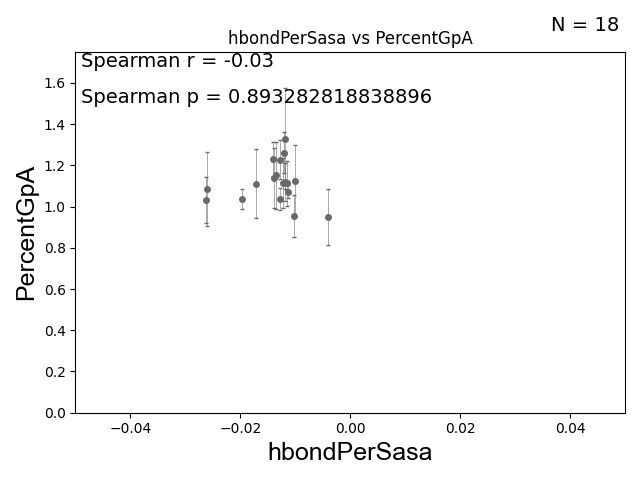 N = 18
hbondPerSasa vs PercentGpA
Spearman r = -0.03
Spearman p = 0.893282818838896
PercentGpA
1.6
1.4
1.2
1.0
0.8
0.6
0.4
0.2
0.0
−0.04 −0.02 0.00 0.02 0.04
hbondPerSasa